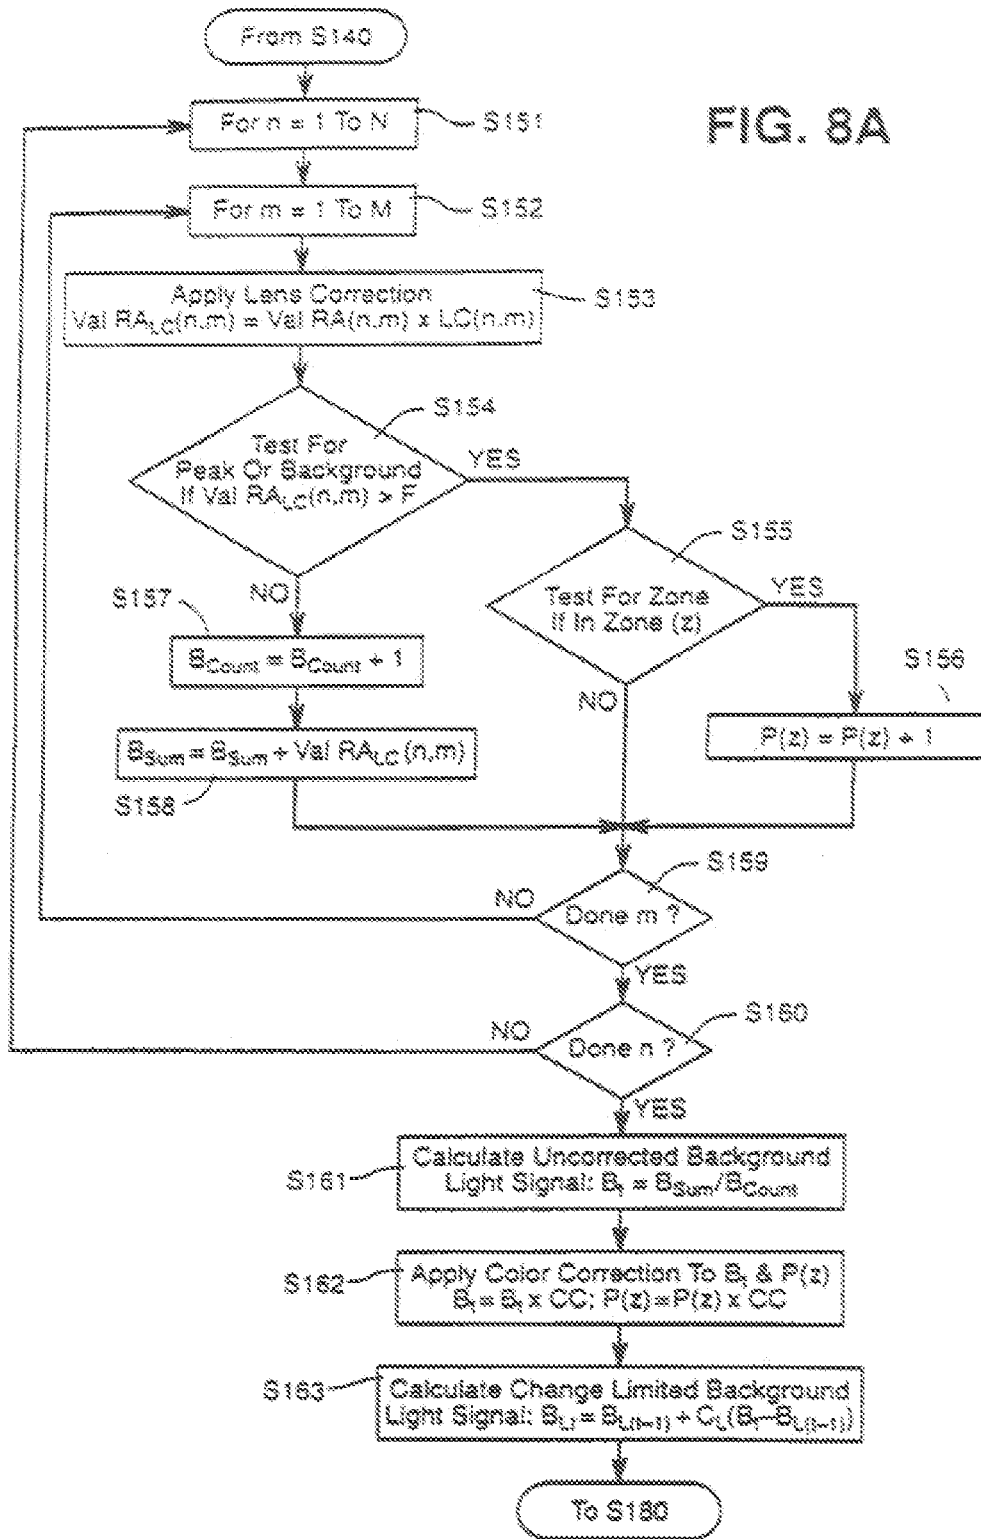 From S140
FIG. 8A
For n = 1 To N
S151
For m = 1 To M
S152
Apply Lens Correction
Val RA_LC(n,m) = Val RA(n,m) x LC(n,m)
S153
S154
Test For
Peak Or Background
If Val RA_LC(n,m) > F
YES
NO
S155
Test For Zone
If In Zone (z)
YES
NO
S156
P(z) = P(z) + 1
S157
B_Count = B_Count + 1
B_Sum = B_Sum + Val RA_LC(n,m)
S158
S159
NO
Done m ?
YES
S160
NO
Done n ?
YES
S161
Calculate Uncorrected Background
Light Signal: B_t = B_Sum/B_Count
S162
Apply Color Correction To B_t & P(z)
B_t = B_t x CC; P(z) = P(z) x CC
S163
Calculate Change Limited Background
Light Signal: B_Lt = B_L(t-1) + C_L(B_t-B_L(t-1))
To S180